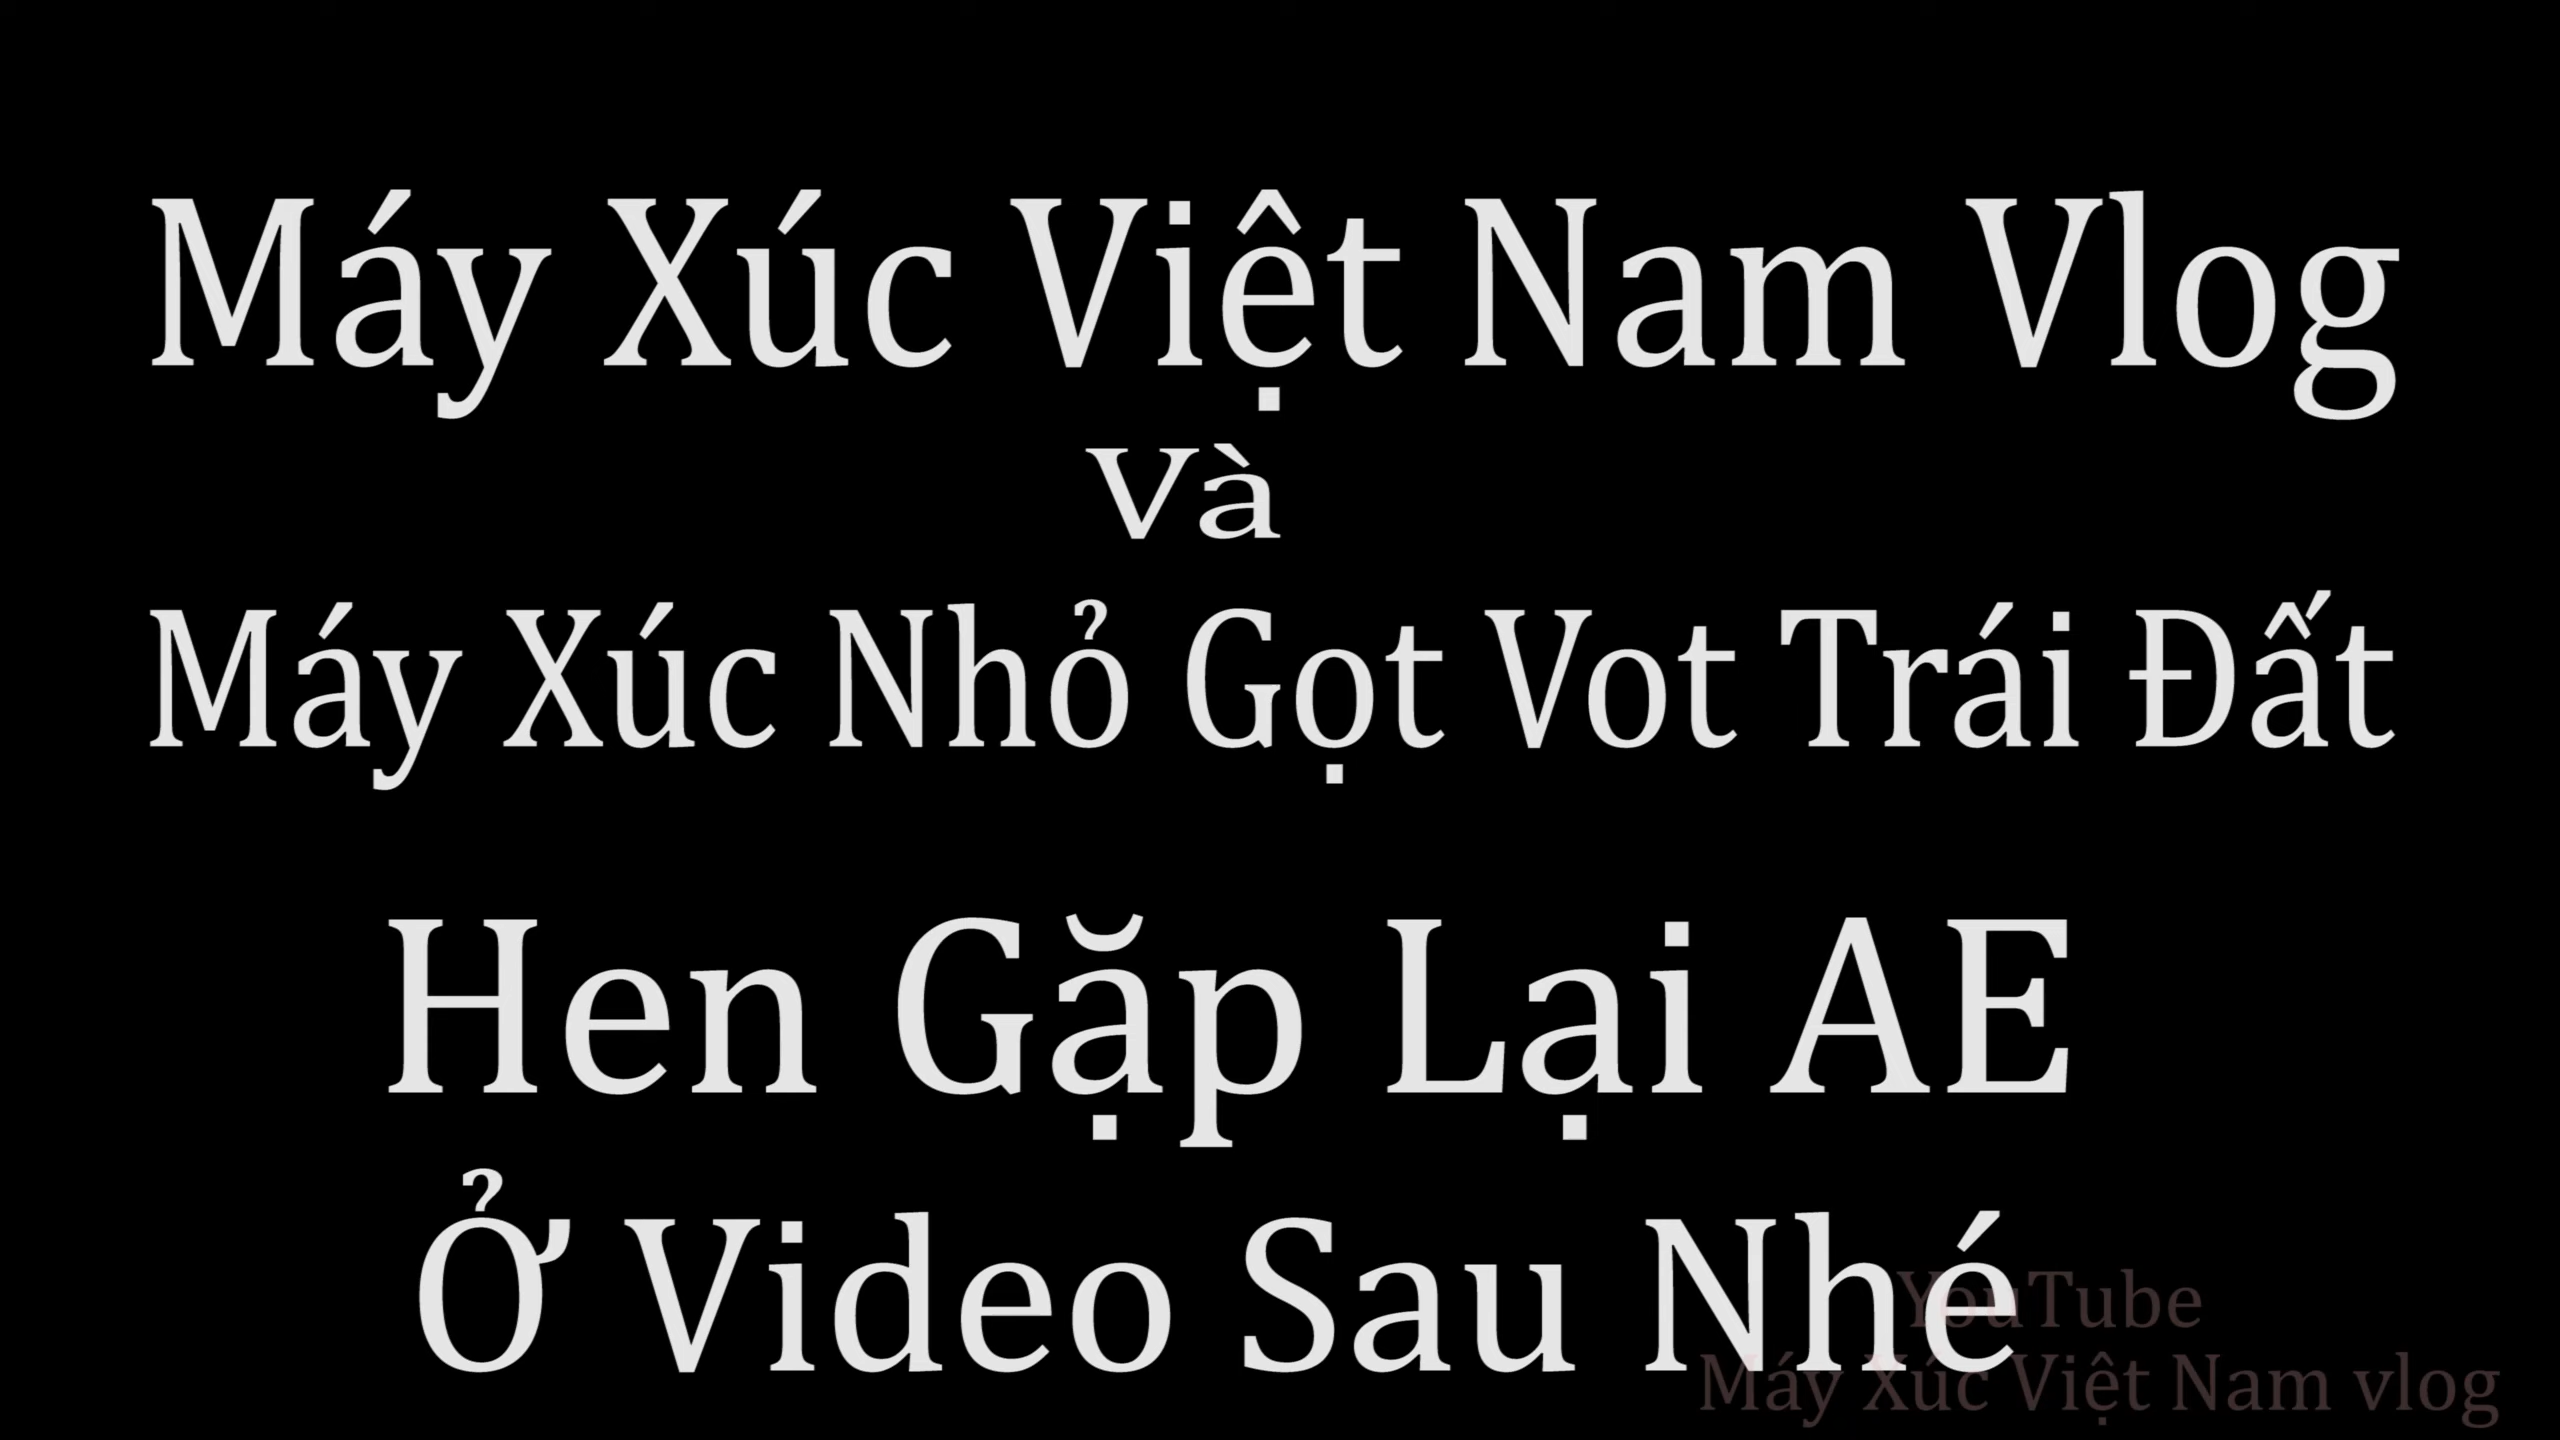 Máy Xúc Việt Nam Vlog
Và
Máy Xúc Nhỏ Gọt Vot Trái Đất
Hen Gặp Lại AE
Ở Video Sau Nhé
YouTube
Máy Xúc Việt Nam vlog